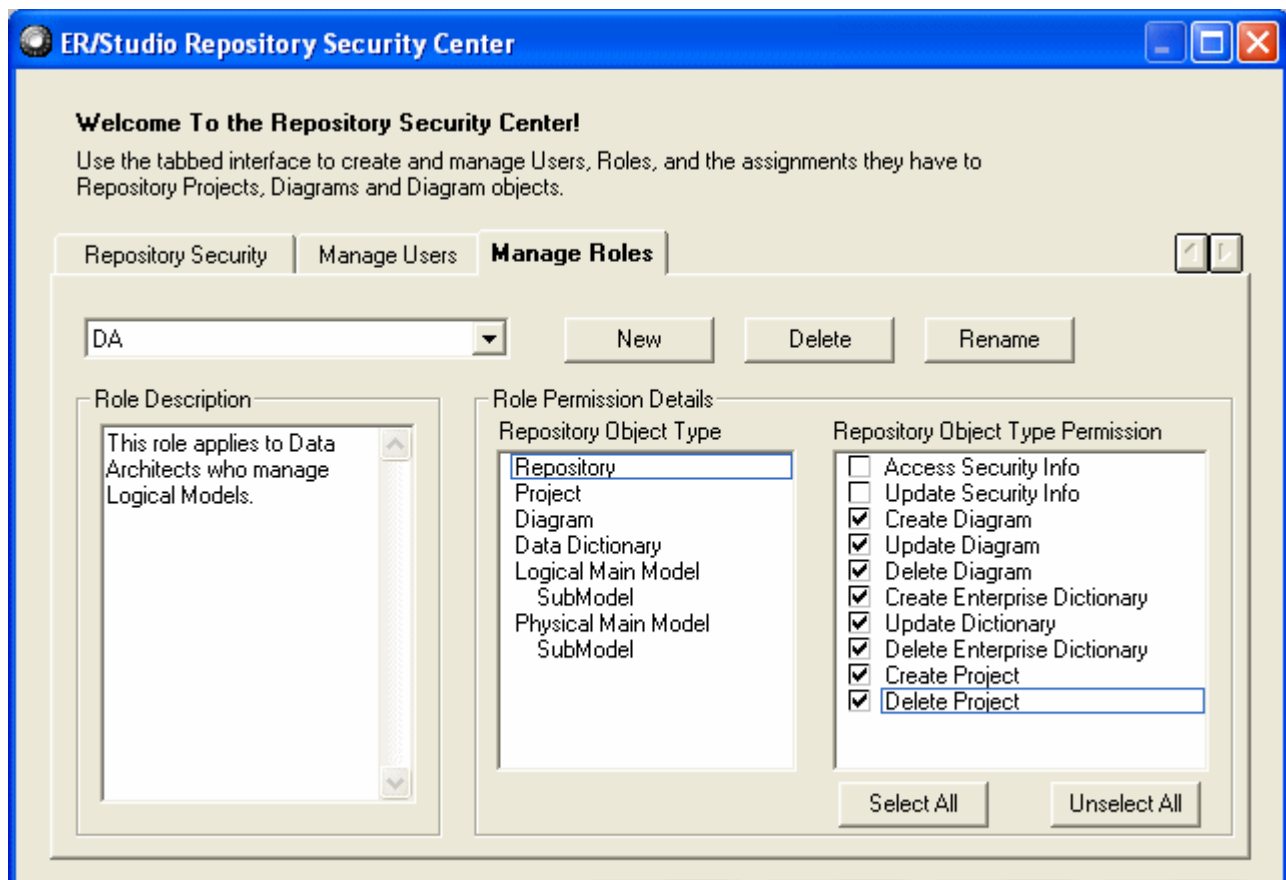 ER/Studio Repository Security Center
Welcome To the Repository Security Center!
Use the tabbed interface to create and manage Users, Roles, and the assignments they have to
Repository Projects, Diagrams and Diagram objects.
Repository Security
Manage Users
Manage Roles
DA
New
Delete
Rename
Role Description
This role applies to Data
Architects who manage
Logical Models.
Role Permission Details
Repository Object Type
Repository
Project
Diagram
Data Dictionary
Logical Main Model
SubModel
Physical Main Model
SubModel
Repository Object Type Permission
Access Security Info
Update Security Info
Create Diagram
Update Diagram
Delete Diagram
Create Enterprise Dictionary
Update Dictionary
Delete Enterprise Dictionary
Create Project
Delete Project
Select All
Unselect All